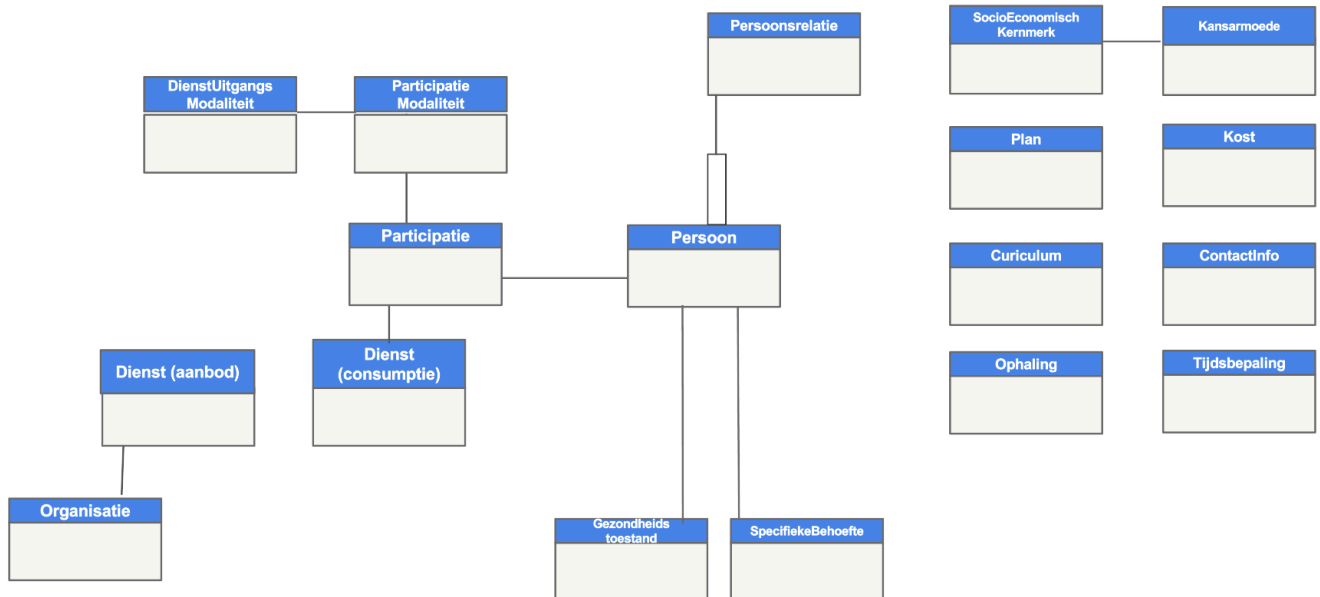 Persoonsrelatie
SocioEconomisch
Kernmerk
Kansarmoede
DienstUitgangs
Modaliteit
Participatie
Modaliteit
Plan
Kost
Participatie
Persoon
Curiculum
ContactInfo
Dienst (aanbod)
Dienst
(consumptie)
Ophaling
Tijdsbepaling
Organisatie
Gezondheids
toestand
SpecifiekeBehoefte